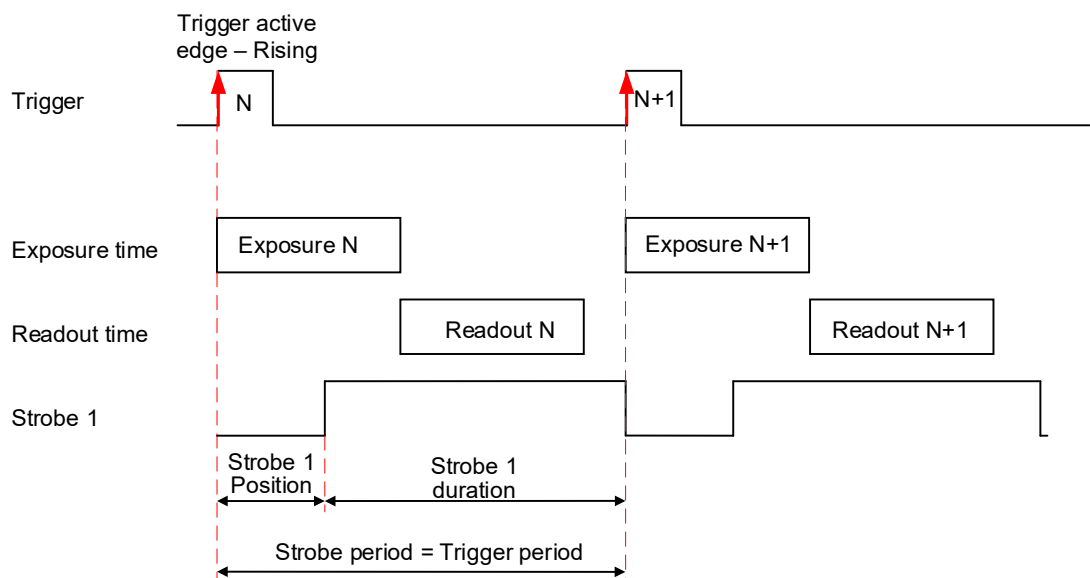 Trigger active
edge – Rising
Trigger
N
N+1
Exposure time
Exposure N
Exposure N+1
Readout time
Readout N
Readout N+1
Strobe 1
Strobe 1
Position
Strobe 1
duration
Strobe period = Trigger period